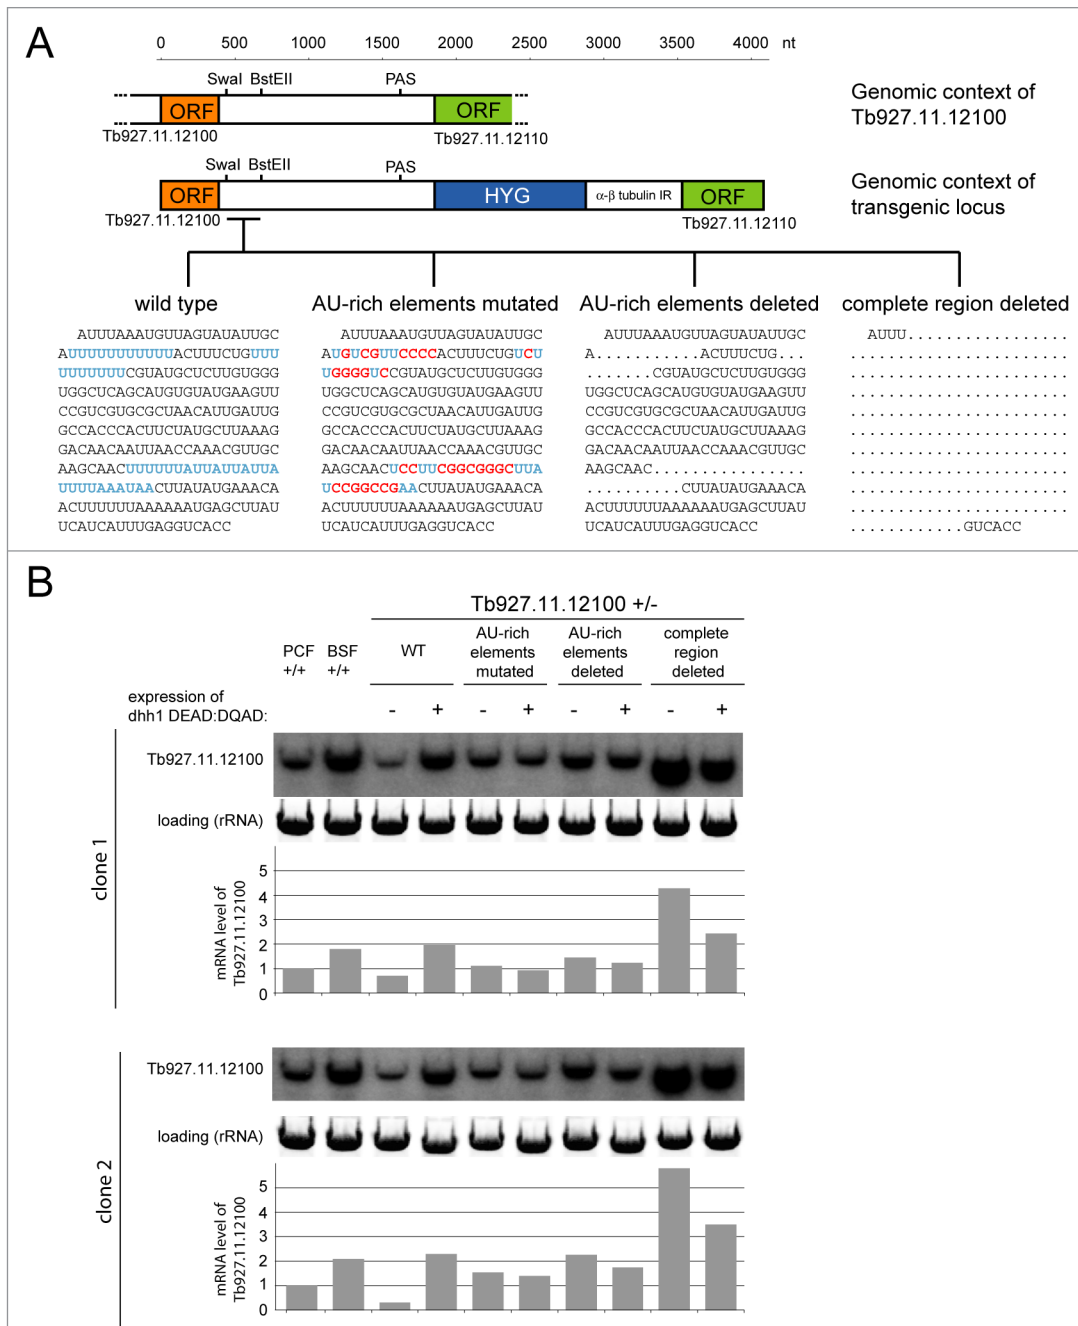 A
0 500 1000 1500 2000 2500 3000 3500 4000 nt
SwaI BstEII PAS
ORF ORF
Tb927.11.12100 Tb927.11.12110
Genomic context of
Tb927.11.12100
SwaI BstEII PAS
ORF HYG α-β tubulin IR ORF
Tb927.11.12100 Tb927.11.12110
Genomic context of
transgenic locus
wild type
AUUUAAAUGUUAGUAUAUUGC
AUUUUUUUUUUUACUUUCUGUUU
UUUUUUUCGUAUGCUCUUGUGGG
UGGCUCAGCAUGUGUAUGAAGUU
CCGUCGUGCGCUAACAUUGAUUG
GCCACCCACUUCUAUGCUUAAAG
GACAACAAUUAACCAAACGUUGC
AAGCAACUUUUUUAUUAUUAUUA
UUUUAAAUAACUUAUAUGAAACA
ACUUUUUUAAAAAAUGAGCUUAU
UCAUCAUUUGAGGUCACC
AU-rich elements mutated
AUUUAAAUGUUAGUAUAUUGC
AUGUCGUUCCCCACUUUCUGUCU
UGGGGUCCGUAUGCUCUUGUGGG
UGGCUCAGCAUGUGUAUGAAGUU
CCGUCGUGCGCUAACAUUGAUUG
GCCACCCACUUCUAUGCUUAAAG
GACAACAAUUAACCAAACGUUGC
AAGCAACUCCUUCGGCGGGCUUA
UCCGGCCGAACUUAUAUGAAACA
ACUUUUUUAAAAAAUGAGCUUAU
UCAUCAUUUGAGGUCACC
AU-rich elements deleted
AUUUAAAUGUUAGUAUAUUGC
A...........ACUUUCUG...
.......CGUAUGCUCUUGUGGG
UGGCUCAGCAUGUGUAUGAAGUU
CCGUCGUGCGCUAACAUUGAUUG
GCCACCCACUUCUAUGCUUAAAG
GACAACAAUUAACCAAACGUUGC
AAGCAAC................
..........CUUAUAUGAAACA
ACUUUUUUAAAAAAUGAGCUUAU
UCAUCAUUUGAGGUCACC
complete region deleted
AUUU.................
.......................
.......................
.......................
.......................
.......................
.......................
.......................
.......................
.......................
............GUCACC
B
Tb927.11.12100 +/-
PCF
+/+
BSF
+/+
WT
AU-rich
elements
mutated
AU-rich
elements
deleted
complete
region
deleted
expression of
dhh1 DEAD:DQAD:
- + - + - + - +
clone 1
Tb927.11.12100
loading (rRNA)
mRNA level of
Tb927.11.12100
5
4
3
2
1
0
clone 2
Tb927.11.12100
loading (rRNA)
mRNA level of
Tb927.11.12100
5
4
3
2
1
0